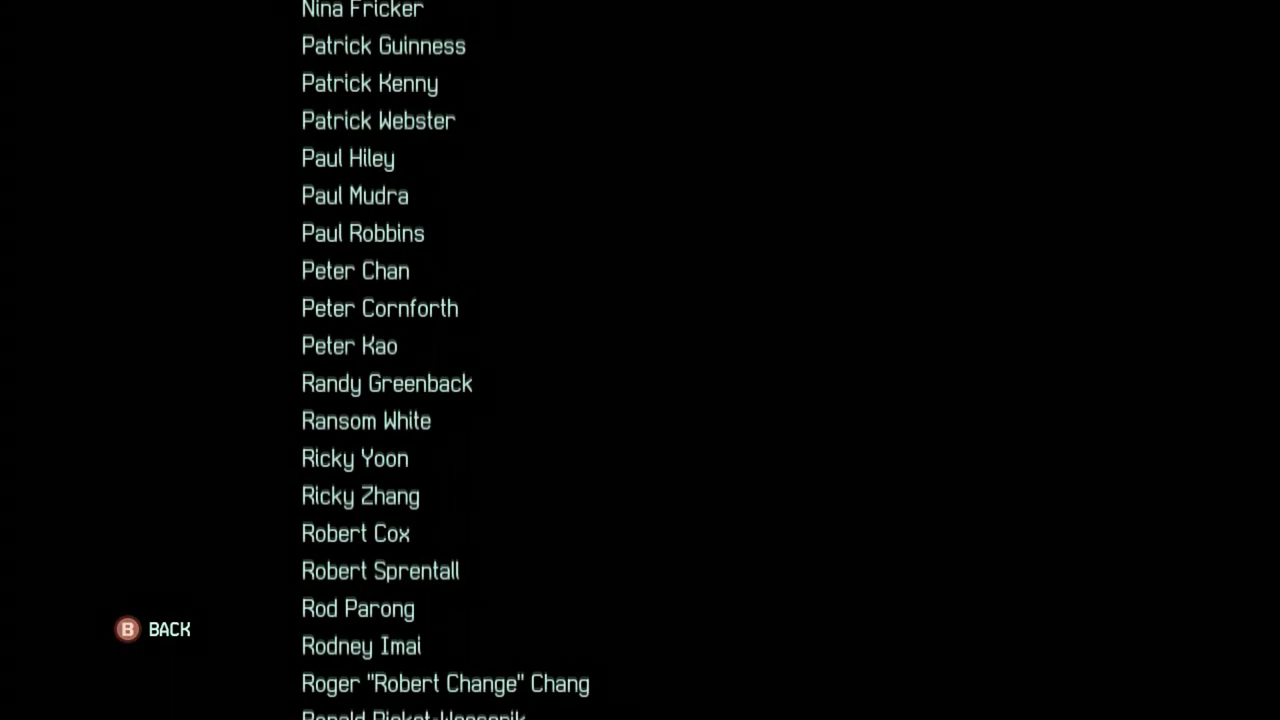 Nina Fricker
Patrick Guinness
Patrick Kenny
Patrick Webster
Paul Hiley
Paul Mudra
Paul Robbins
Peter Chan
Peter Cornforth
Peter Kao
Randy Greenback
Ransom White
Ricky Yoon
Ricky Zhang
Robert Cox
Robert Sprentall
Rod Parong
B BACK
Rodney Imai
Roger "Robert Change" Chang
Ronald